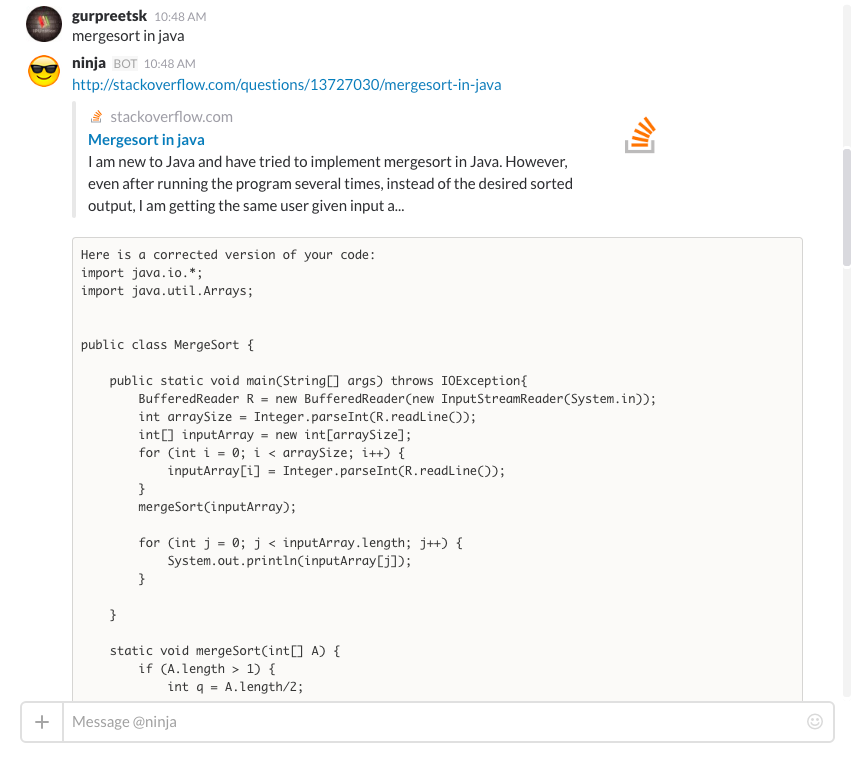 gurpreetsk 10:48 AM
mergesort in java
ninja BOT 10:48 AM
http://stackoverflow.com/questions/13727030/mergesort-in-java
stackoverflow.com
Mergesort in java
I am new to Java and have tried to implement mergesort in Java. However,
even after running the program several times, instead of the desired sorted
output, I am getting the same user given input a...
Here is a corrected version of your code:
import java.io.*;
import java.util.Arrays;
public class MergeSort {
    public static void main(String[] args) throws IOException{
        BufferedReader R = new BufferedReader(new InputStreamReader(System.in));
        int arraySize = Integer.parseInt(R.readLine());
        int[] inputArray = new int[arraySize];
        for (int i = 0; i < arraySize; i++) {
            inputArray[i] = Integer.parseInt(R.readLine());
        }
        mergeSort(inputArray);
        for (int j = 0; j < inputArray.length; j++) {
            System.out.println(inputArray[j]);
        }
    }
    static void mergeSort(int[] A) {
        if (A.length > 1) {
            int q = A.length/2;
Message @ninja